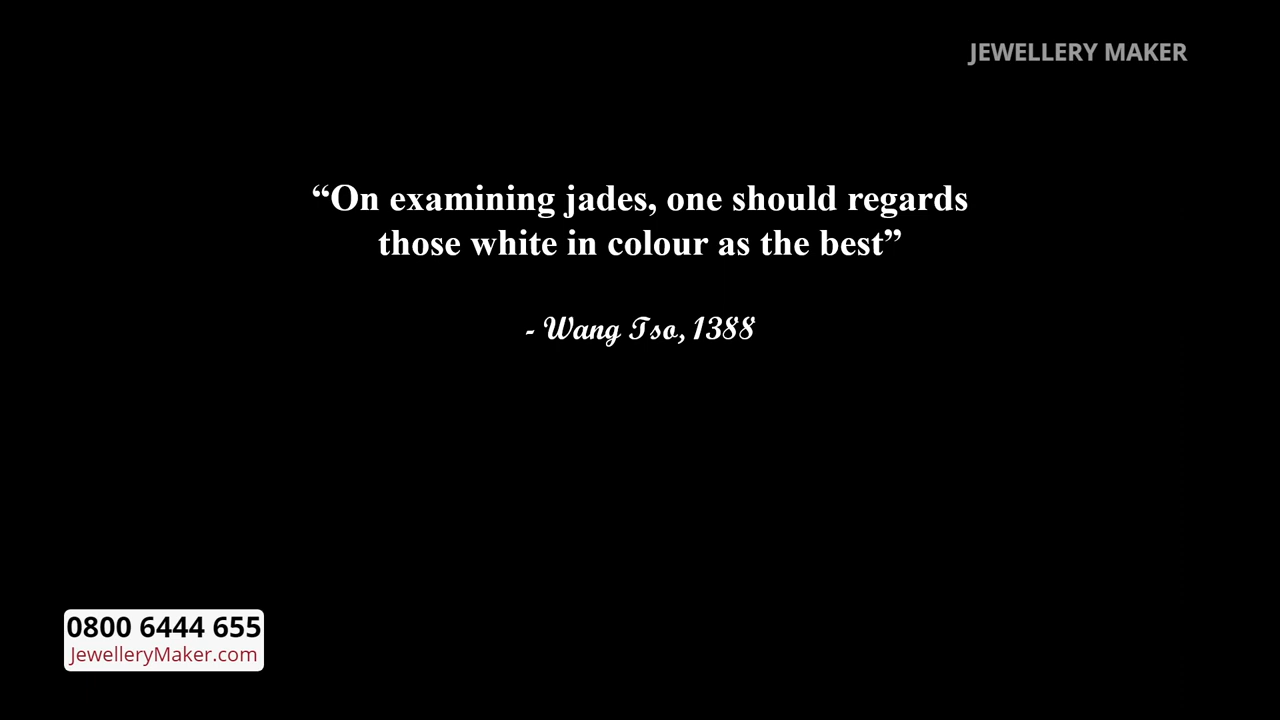 JEWELLERY MAKER
“On examining jades, one should regards
those white in colour as the best”
- Wang Tso, 1388
0800 6444 655
JewelleryMaker.com